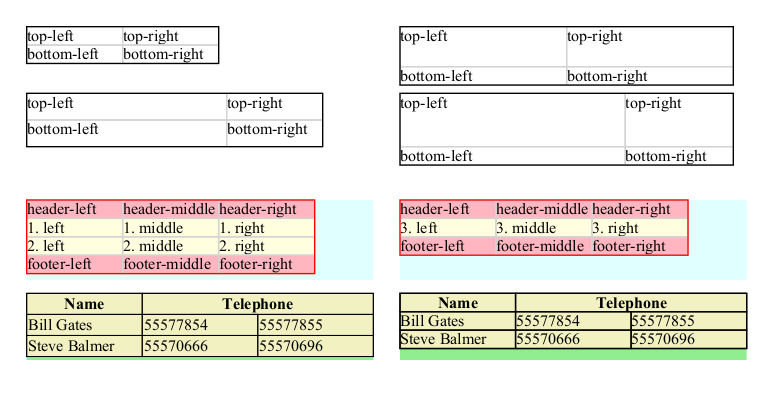 top-left top-right
bottom-left bottom-right
top-left top-right
bottom-left bottom-right
top-left top-right
bottom-left bottom-right
top-left top-right
bottom-left bottom-right
header-left header-middle header-right
1. left 1. middle 1. right
2. left 2. middle 2. right
footer-left footer-middle footer-right
header-left header-middle header-right
3. left 3. middle 3. right
footer-left footer-middle footer-right
Name Telephone
Bill Gates 55577854 55577855
Steve Balmer 55570666 55570696
Name Telephone
Bill Gates 55577854 55577855
Steve Balmer 55570666 55570696